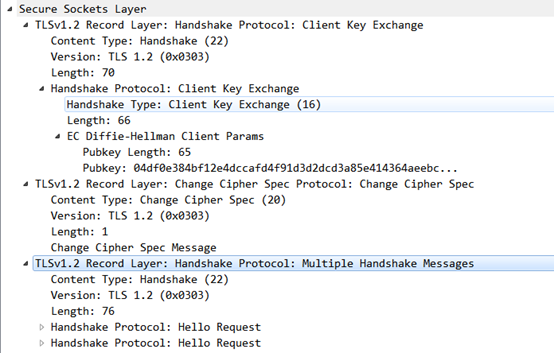 Secure Sockets Layer
TLSv1.2 Record Layer: Handshake Protocol: Client Key Exchange
Content Type: Handshake (22)
Version: TLS 1.2 (0x0303)
Length: 70
Handshake Protocol: Client Key Exchange
Handshake Type: Client Key Exchange (16)
Length: 66
EC Diffie-Hellman Client Params
Pubkey Length: 65
Pubkey: 04df0e384bf12e4dccafd4f91d3d2dcd3a85e414364aeebc...
TLSv1.2 Record Layer: Change Cipher Spec Protocol: Change Cipher Spec
Content Type: Change Cipher Spec (20)
Version: TLS 1.2 (0x0303)
Length: 1
Change Cipher Spec Message
TLSv1.2 Record Layer: Handshake Protocol: Multiple Handshake Messages
Content Type: Handshake (22)
Version: TLS 1.2 (0x0303)
Length: 76
Handshake Protocol: Hello Request
Handshake Protocol: Hello Request